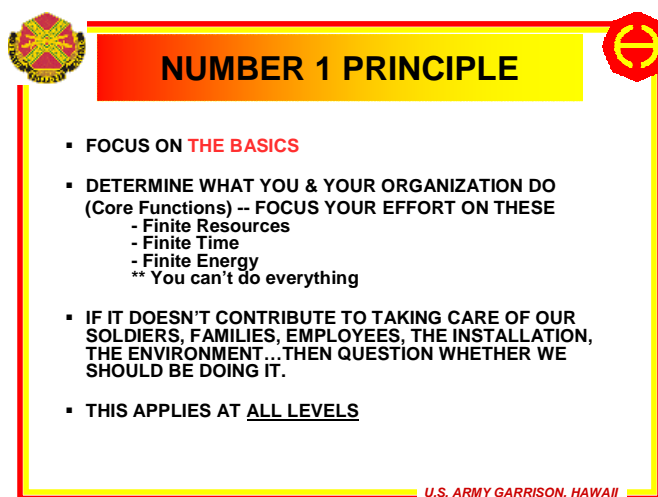 NUMBER 1 PRINCIPLE
▪ FOCUS ON THE BASICS
▪ DETERMINE WHAT YOU & YOUR ORGANIZATION DO
(Core Functions) -- FOCUS YOUR EFFORT ON THESE
- Finite Resources
- Finite Time
- Finite Energy
** You can't do everything
▪ IF IT DOESN'T CONTRIBUTE TO TAKING CARE OF OUR
SOLDIERS, FAMILIES, EMPLOYEES, THE INSTALLATION,
THE ENVIRONMENT…THEN QUESTION WHETHER WE
SHOULD BE DOING IT.
▪ THIS APPLIES AT ALL LEVELS
U.S. ARMY GARRISON, HAWAII